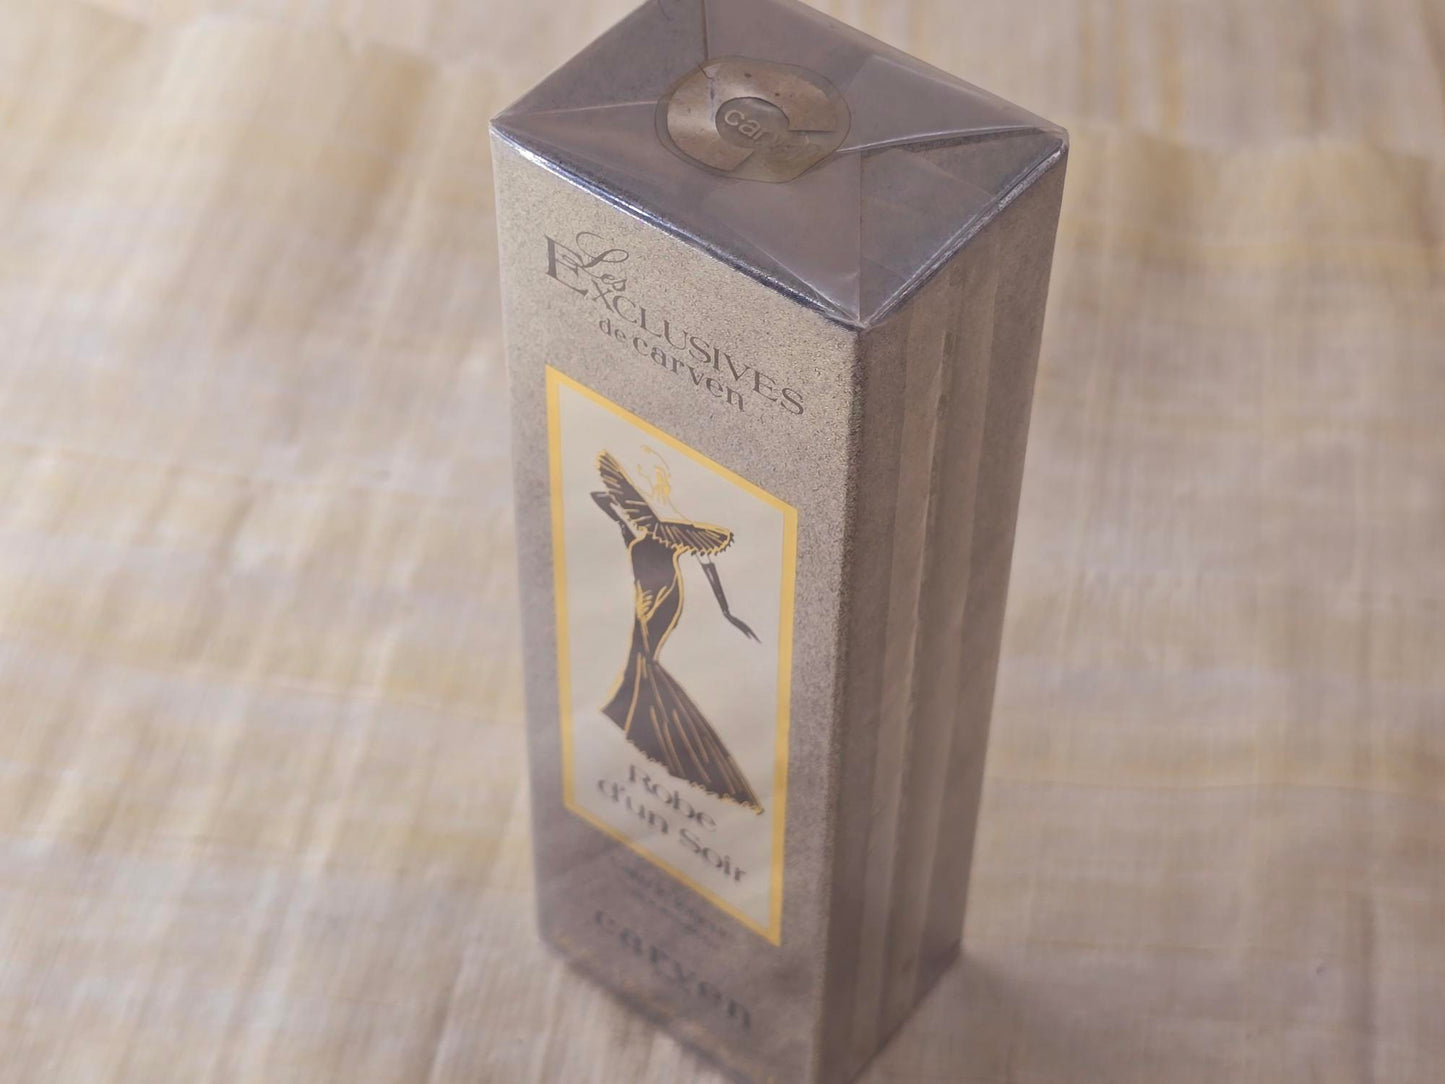 carven
Les
EXCLUSIVES
de carven
Robe
d'un Soir
carven